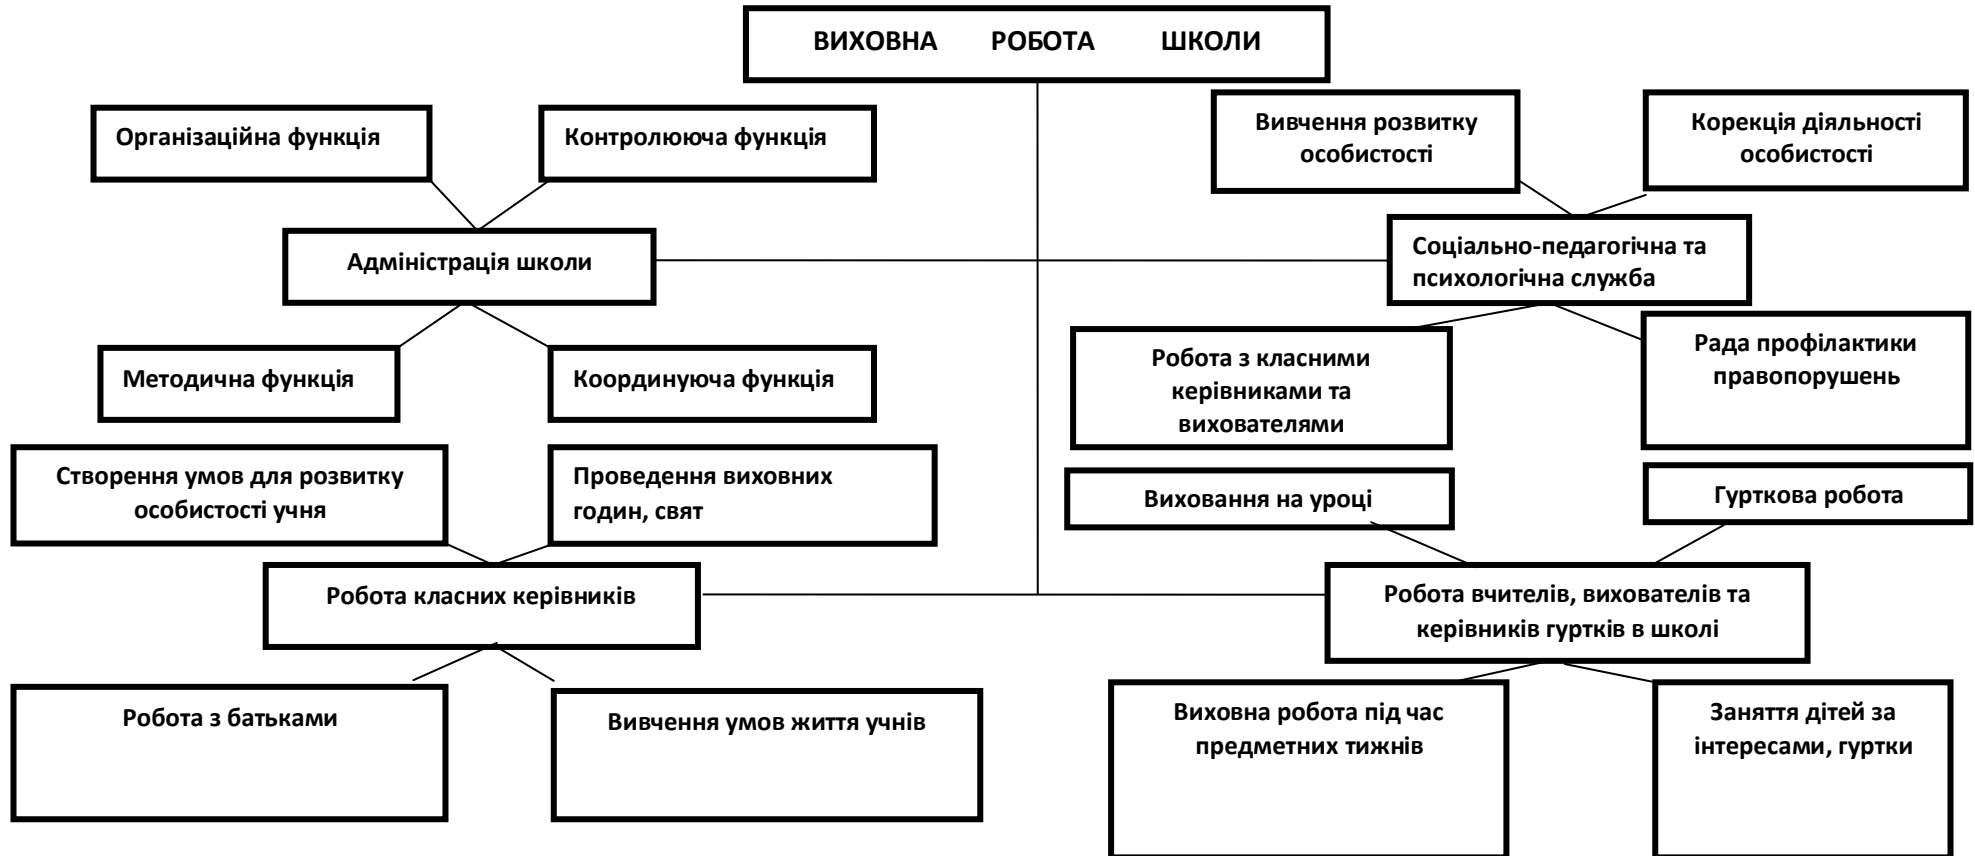 ВИХОВНА РОБОТА ШКОЛИ
Організаційна функція
Контролююча функція
Вивчення розвитку
особистості
Корекція діяльності
особистості
Адміністрація школи
Соціально-педагогічна та
психологічна служба
Методична функція
Координуюча функція
Робота з класними
керівниками та
вихователями
Рада профілактики
правопорушень
Створення умов для розвитку
особистості учня
Проведення виховних
годин, свят
Виховання на уроці
Гурткова робота
Робота класних керівників
Робота вчителів, вихователів та
керівників гуртків в школі
Робота з батьками
Вивчення умов життя учнів
Виховна робота під час
предметних тижнів
Заняття дітей за
інтересами, гуртки